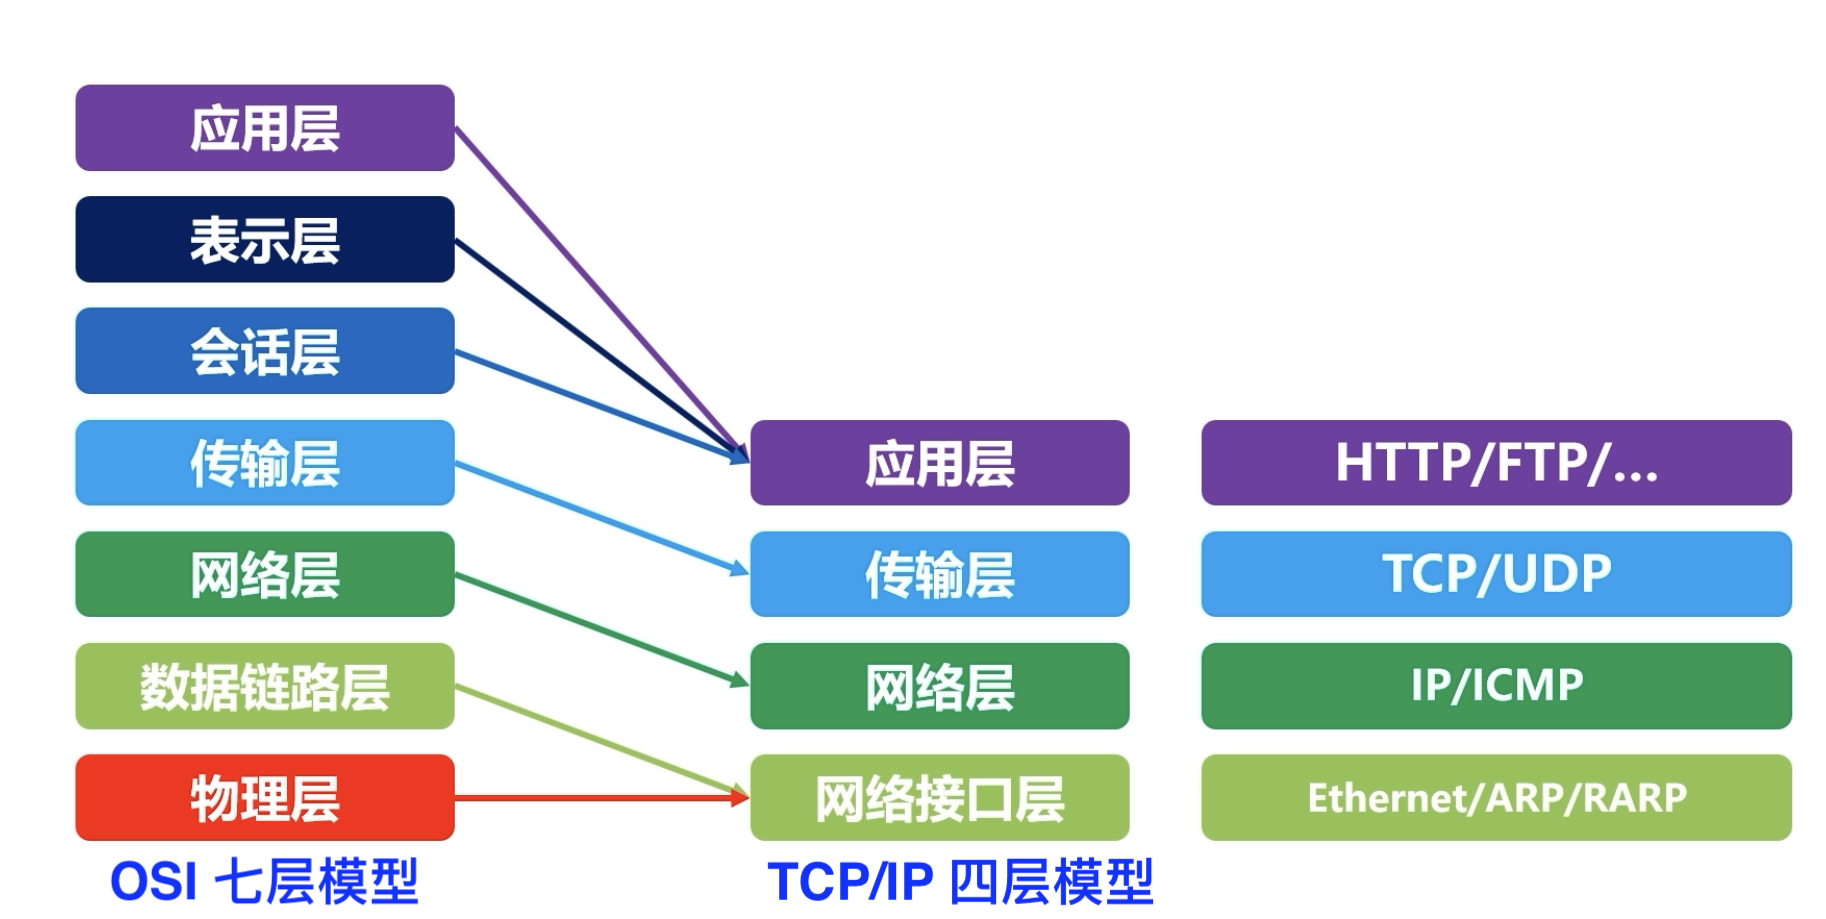 应用层
表示层
会话层
传输层
网络层
数据链路层
物理层
OSI 七层模型
应用层
传输层
网络层
网络接口层
TCP/IP 四层模型
HTTP/FTP/...
TCP/UDP
IP/ICMP
Ethernet/ARP/RARP